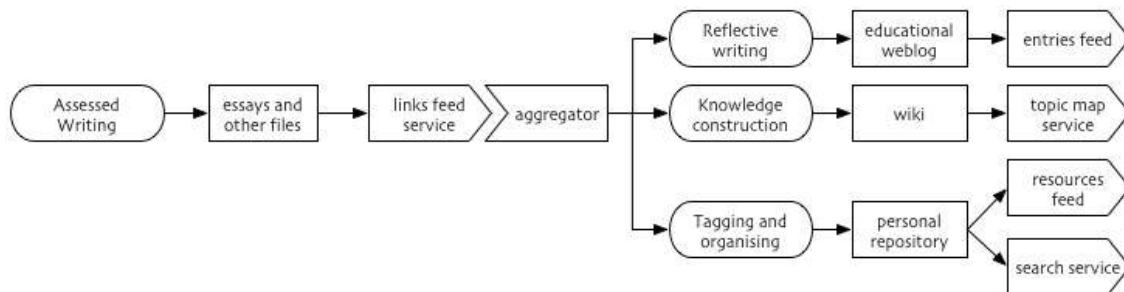 Assessed
Writing
essays and
other files
links feed
service
aggregator
Reflective
writing
educational
weblog
entries feed
Knowledge
construction
wiki
topic map
service
Tagging and
organising
personal
repository
resources
feed
search service